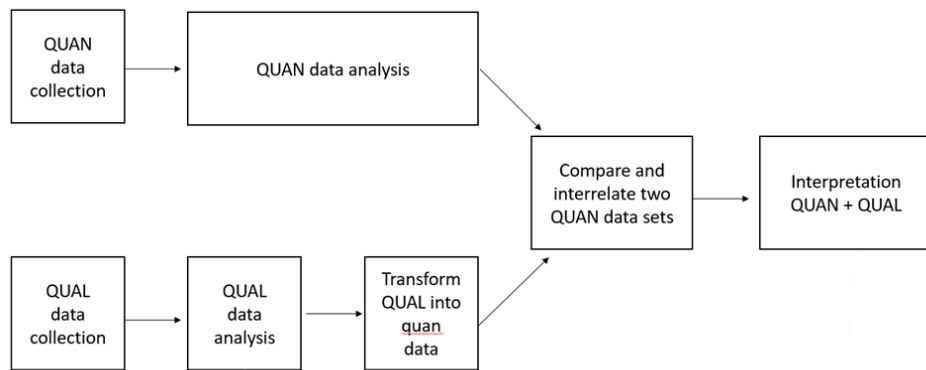 QUAN
data
collection
QUAN data analysis
Compare and
interrelate two
QUAN data sets
Interpretation
QUAN + QUAL
QUAL
data
collection
QUAL
data
analysis
Transform
QUAL into
quan
data